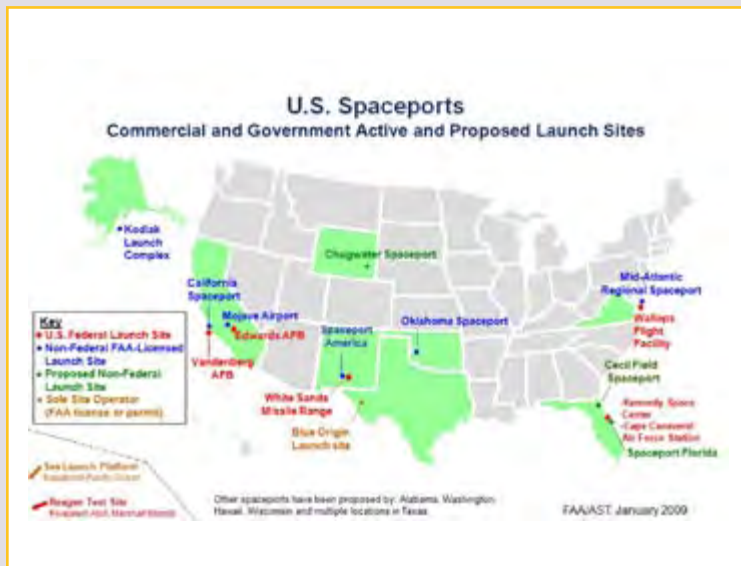 U.S. Spaceports
Commercial and Government Active and Proposed Launch Sites
Kodiak
Launch
Complex
Chugwater Spaceport
California
Spaceport
Mojave Airport
Edwards AFB
Vandenberg
AFB
Spaceport
America
Oklahoma Spaceport
Mid-Atlantic
Regional Spaceport
Wallops
Flight
Facility
Key
U.S. Federal Launch Site
Non-Federal FAA-Licensed
Launch Site
Proposed Non-Federal
Launch Site
Sole Site Operator
(FAA license or permit)
White Sands
Missile Range
Blue Origin
Launch site
Cecil Field
Spaceport
-Kennedy Space
Center
-Cape Canaveral
Air Force Station
Spaceport Florida
Sea Launch Platform
Reagan Test Site
Other spaceports have been proposed by: Alabama, Washington
Hawaii, Wisconsin and multiple locations in Texas
FAA/AST January 2009